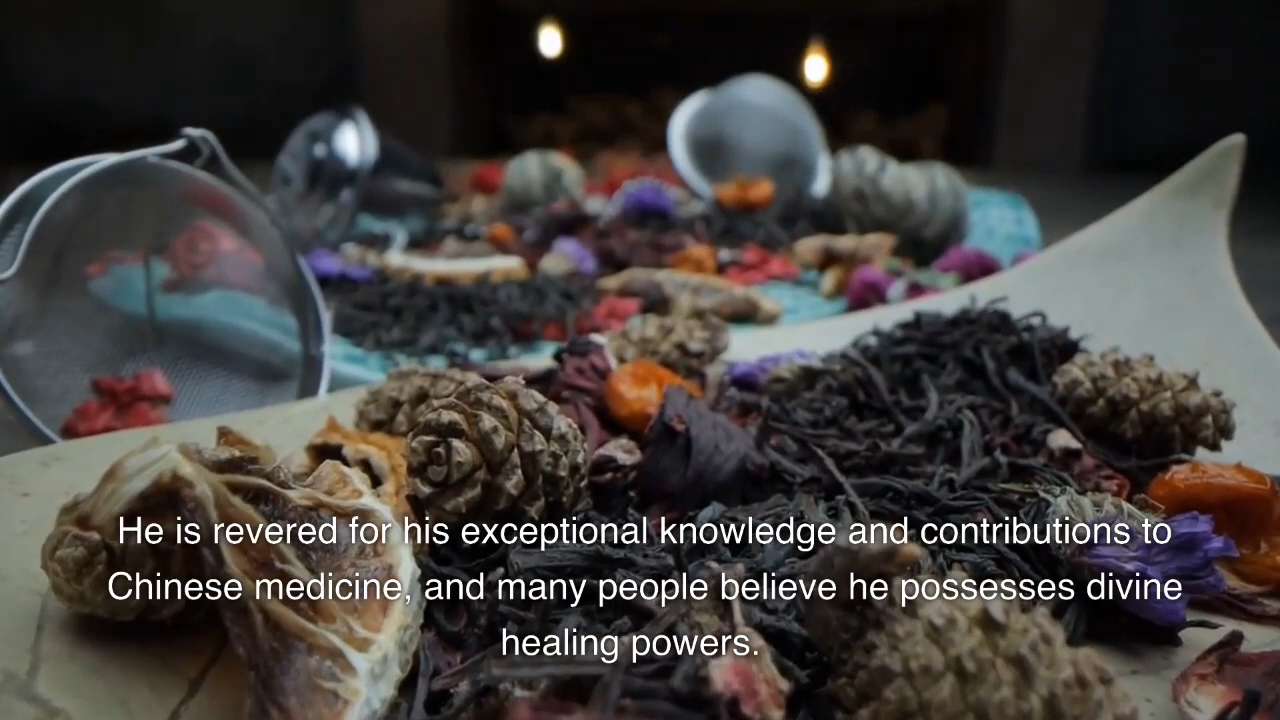 He is revered for his exceptional knowledge and contributions to
Chinese medicine, and many people believe he possesses divine
healing powers.